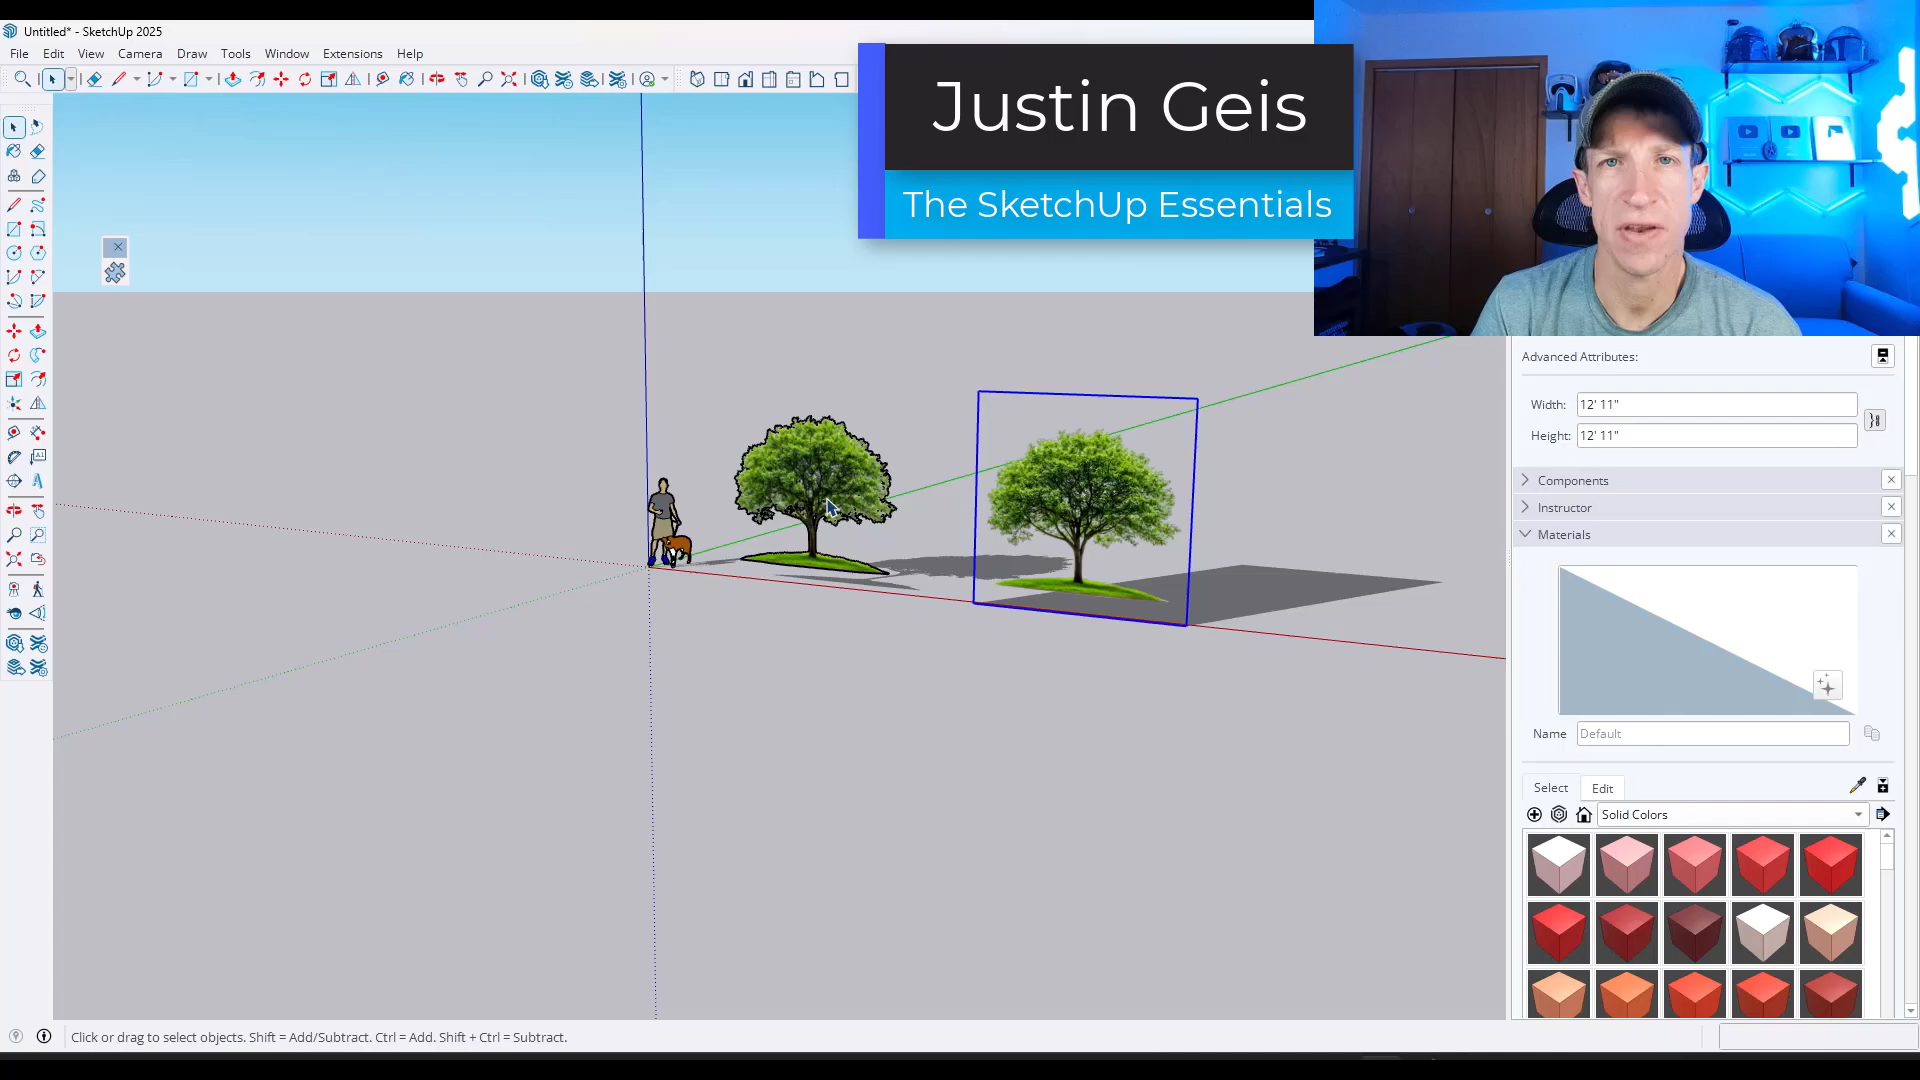 Untitled* - SketchUp 2025
File Edit View Camera Draw Tools Window Extensions Help
Justin Geis
The SketchUp Essentials
Advanced Attributes:
Width: 12' 11"
Height: 12' 11"
Components
Instructor
Materials
Name Default
Select Edit
Solid Colors
Click or drag to select objects. Shift = Add/Subtract. Ctrl = Add. Shift + Ctrl = Subtract.